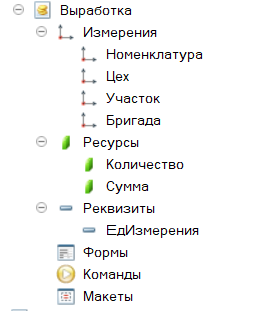 Выработка
Измерения
Номенклатура
Цех
Участок
Бригада
Ресурсы
Количество
Сумма
Реквизиты
ЕдИзмерения
Формы
Команды
Макеты